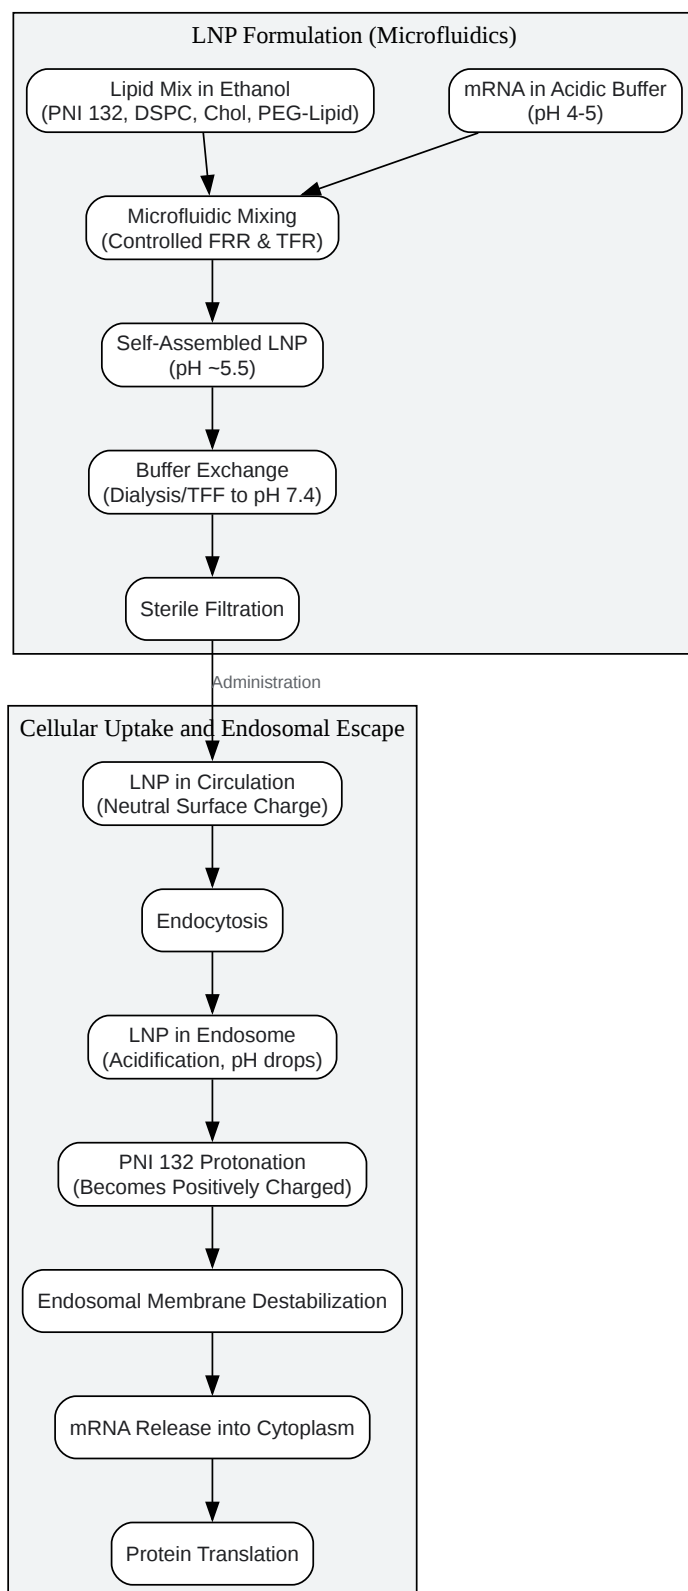 LNP Formulation (Microfluidics)
Lipid Mix in Ethanol
(PNI 132, DSPC, Chol, PEG-Lipid)
mRNA in Acidic Buffer
(pH 4-5)
Microfluidic Mixing
(Controlled FRR & TFR)
Self-Assembled LNP
(pH ~5.5)
Buffer Exchange
(Dialysis/TFF to pH 7.4)
Sterile Filtration
Administration
Cellular Uptake and Endosomal Escape
LNP in Circulation
(Neutral Surface Charge)
Endocytosis
LNP in Endosome
(Acidification, pH drops)
PNI 132 Protonation
(Becomes Positively Charged)
Endosomal Membrane Destabilization
mRNA Release into Cytoplasm
Protein Translation